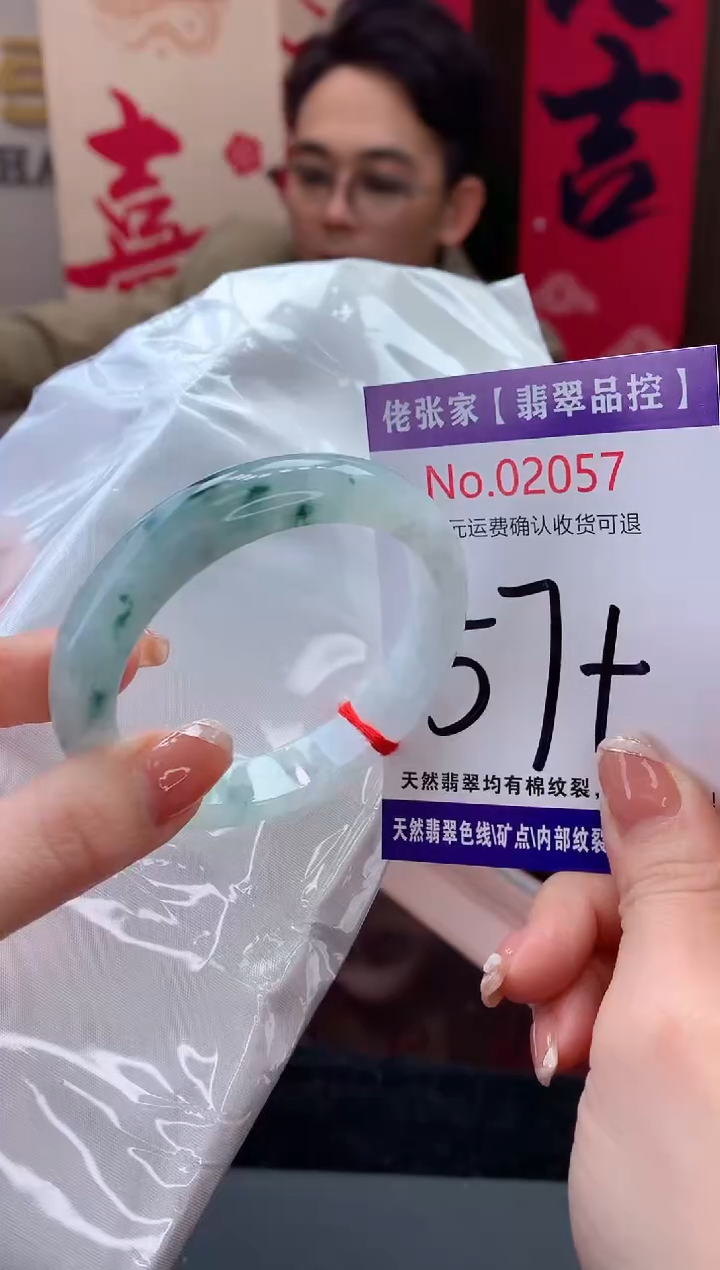 喜
吉
佬张家【翡翠品控】
No.02057
元运费确认收货可退
57+
天然翡翠均有棉纹裂，
天然翡翠色线\矿点\内部纹裂